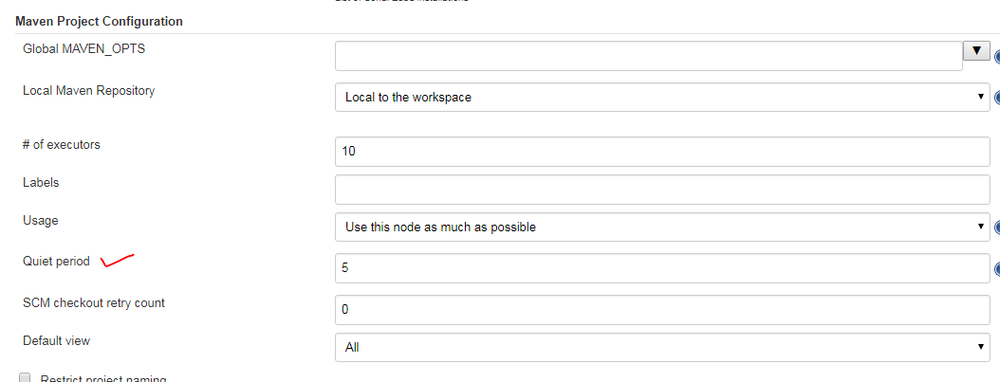 Maven Project Configuration
Global MAVEN_OPTS
Local Maven Repository
Local to the workspace
# of executors
10
Labels
Usage
Use this node as much as possible
Quiet period
5
SCM checkout retry count
0
Default view
All
Restrict project naming